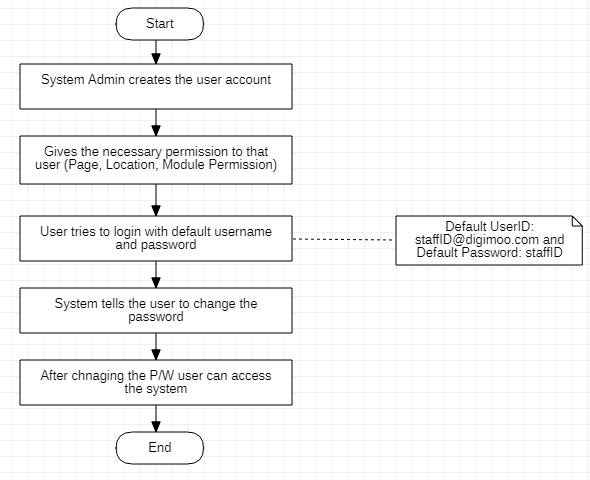 Start
System Admin creates the user account
Gives the necessary permission to that
user (Page, Location, Module Permission)
User tries to login with default username
and password
Default UserID:
staffID@digimoo.com and
Default Password: staffID
System tells the user to change the
password
After chnaging the P/W user can access
the system
End